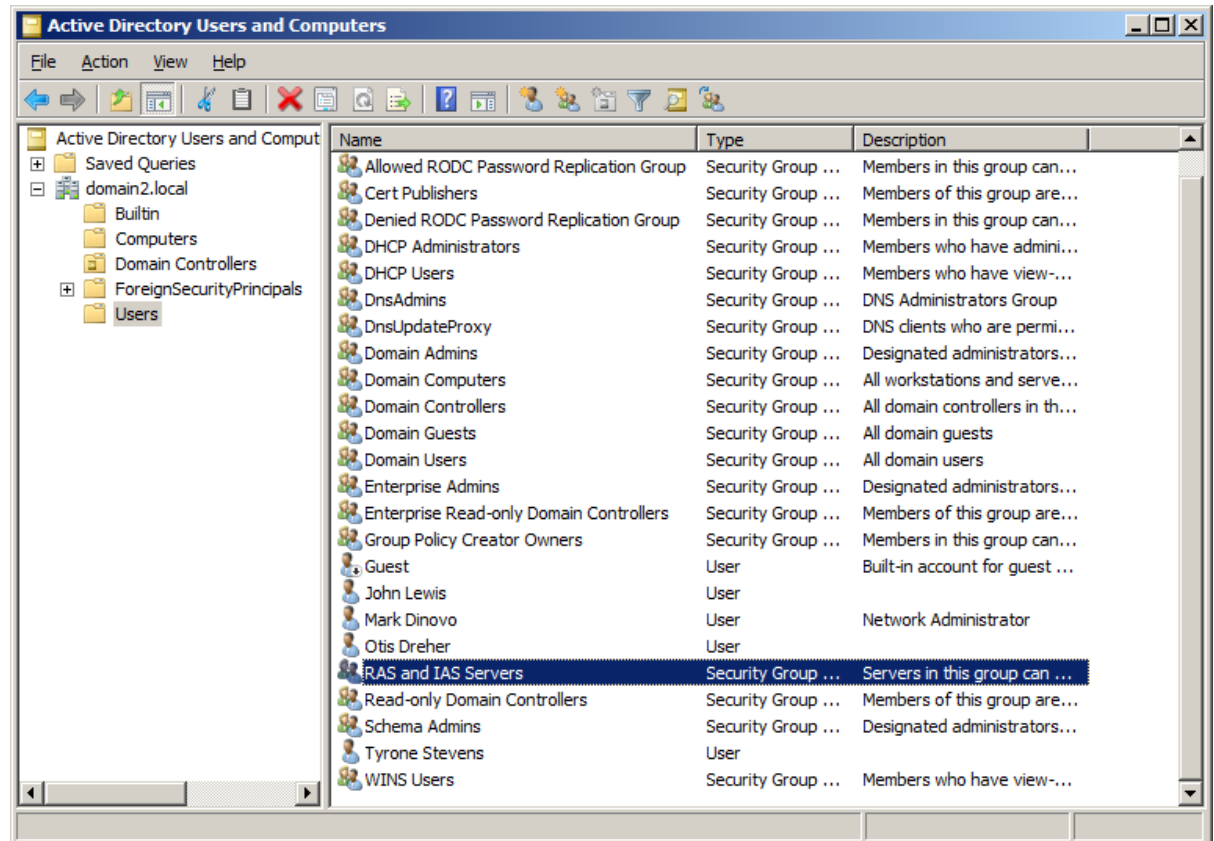 Active Directory Users and Computers
File Action View Help
Active Directory Users and Comput
Saved Queries
domain2.local
Builtin
Computers
Domain Controllers
ForeignSecurityPrincipals
Users
Name Type Description
Allowed RODC Password Replication Group Security Group ... Members in this group can...
Cert Publishers Security Group ... Members of this group are...
Denied RODC Password Replication Group Security Group ... Members in this group can...
DHCP Administrators Security Group ... Members who have admini...
DHCP Users Security Group ... Members who have view-...
DnsAdmins Security Group ... DNS Administrators Group
DnsUpdateProxy Security Group ... DNS clients who are permi...
Domain Admins Security Group ... Designated administrators...
Domain Computers Security Group ... All workstations and serve...
Domain Controllers Security Group ... All domain controllers in th...
Domain Guests Security Group ... All domain guests
Domain Users Security Group ... All domain users
Enterprise Admins Security Group ... Designated administrators...
Enterprise Read-only Domain Controllers Security Group ... Members of this group are...
Group Policy Creator Owners Security Group ... Members in this group can...
Guest User Built-in account for guest ...
John Lewis User
Mark Dinovo User Network Administrator
Otis Dreher User
RAS and IAS Servers Security Group ... Servers in this group can ...
Read-only Domain Controllers Security Group ... Members of this group are...
Schema Admins Security Group ... Designated administrators...
Tyrone Stevens User
WINS Users Security Group ... Members who have view-...